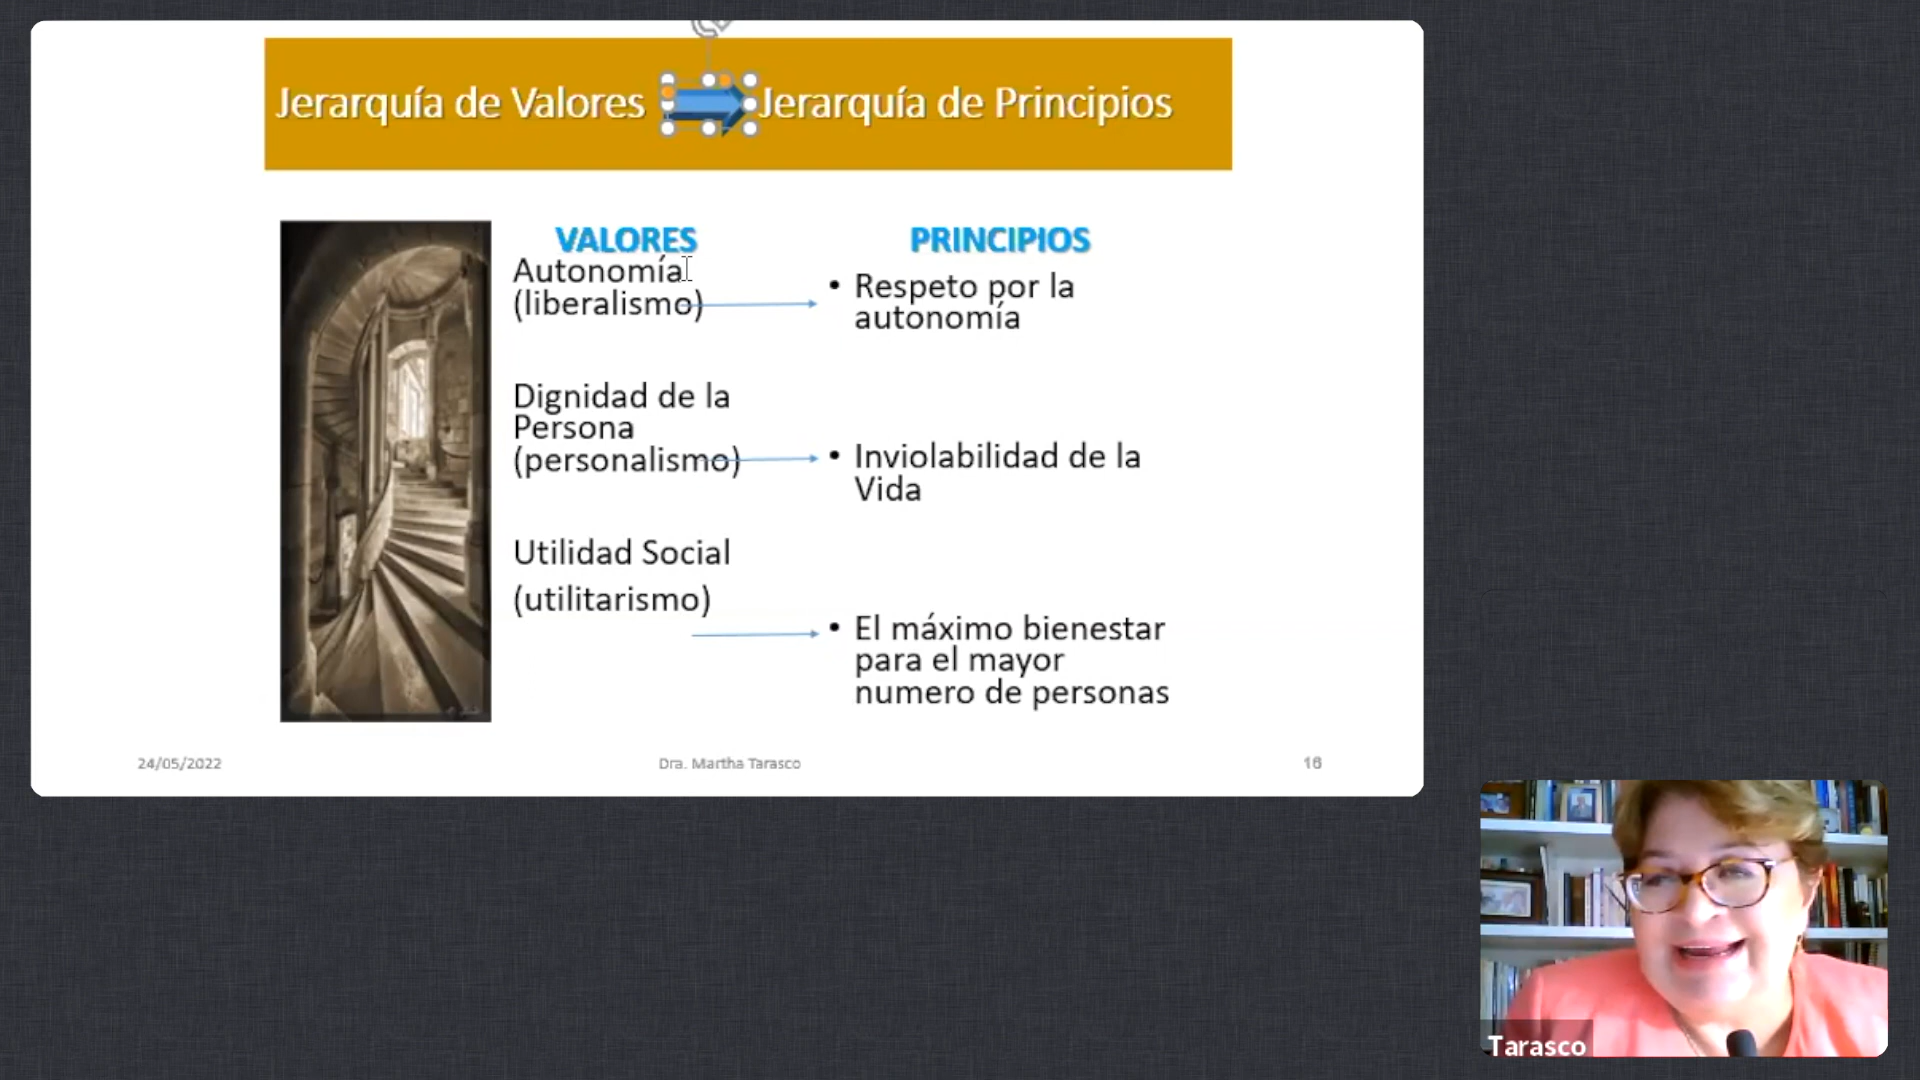 Jerarquía de Valores Jerarquía de Principios
VALORES
Autonomía
(liberalismo)
Dignidad de la
Persona
(personalismo)
Utilidad Social
(utilitarismo)
PRINCIPIOS
• Respeto por la
autonomía
• Inviolabilidad de la
Vida
• El máximo bienestar
para el mayor
numero de personas
24/05/2022
Dra. Martha Tarasco
16
Tarasco